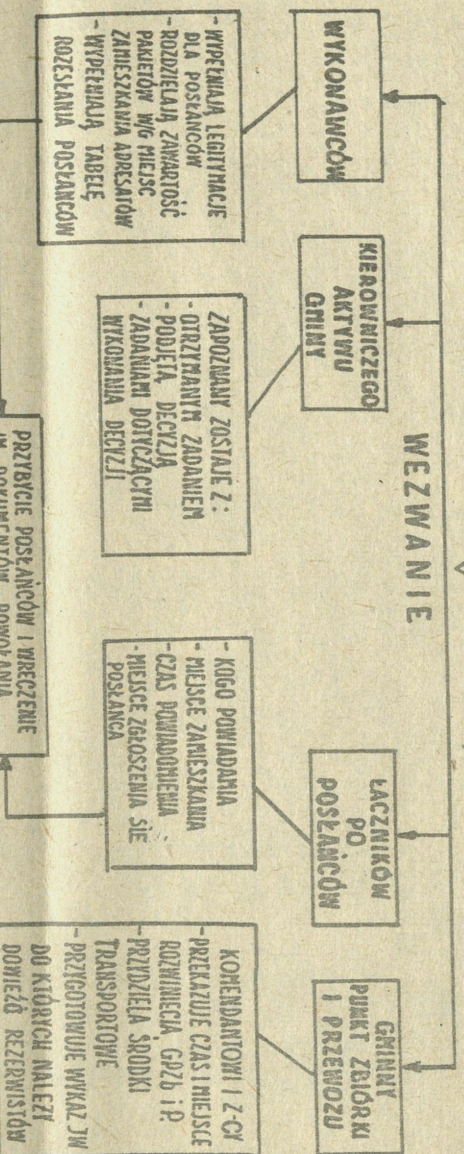 WEZWANIE
WYKONAWCÓW
- WYPEŁNIAJĄ LEGITYMACJE
DLA POSŁAŃCÓW
- ROZDZIELAJĄ ZAWARTOŚĆ
PAKIETÓW WG MIEJSC
ZAMIESZKANIA ADRESATÓW
- WYPEŁNIAJĄ TABELĘ
ROZESŁANIA POSŁAŃCÓW
KIEROWNICZEGO
AKTYWU
GMINY
ZAPOZNANY ZOSTAJE Z:
- OTRZYMANYM ZADANIEM
- PODJĘTĄ DECYZJĄ
- ZADANIAMI DOTYCZĄCYMI
WYKONANIA DECYZJI
ŁĄCZNIKÓW
PO
POSŁAŃCÓW
- KOGO POWIADAMIA
- MIEJSCE ZAMIESZKANIA
- CZAS POWIADOMIENIA
- MIEJSCE ZGŁOSZENIA SIĘ
POSŁAŃCA
GMINNY
PUNKT ZBIÓRKI
I PRZEWOZU
KOMENDANTOWI I Z-CY
- PRZEKAZUJE CZAS I MIEJSCE
ROZWINIĘCIA GPZb i P.
- PRZYDZIELA ŚRODKI
TRANSPORTOWE
- PRZYGOTOWUJE WYKAZ JW
DO KTÓRYCH NALEŻY
DOWIEŹĆ REZERWISTÓW
PRZYBYCIE POSŁAŃCÓW I WRĘCZENIE
IM DOKUMENTÓW POWOŁANIA